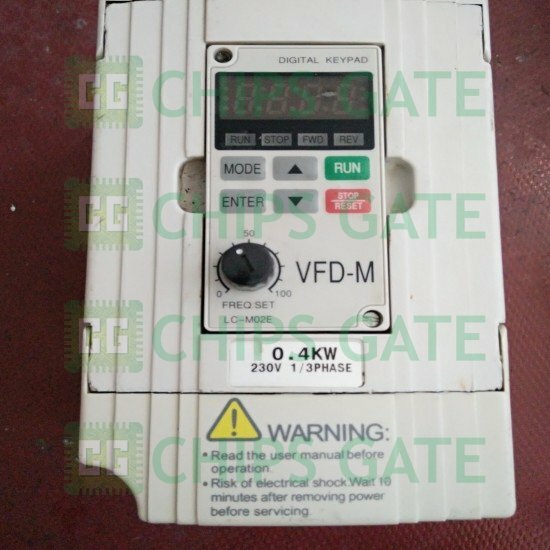 DIGITAL KEYPAD
RUN STOP FWD REV
MODE ▲ RUN
ENTER ▼ STOP
RESET
50
0 100
VFD-M
FREQ.SET
LC-M02E
0.4KW
230V 1/3PHASE
WARNING:
• Read the user manual before
operation.
• Risk of electrical shock.Wait 10
minutes after removing power
before servicing.
CHIPS GATE
CHIPS GATE
CHIPS GATE
CHIPS GATE